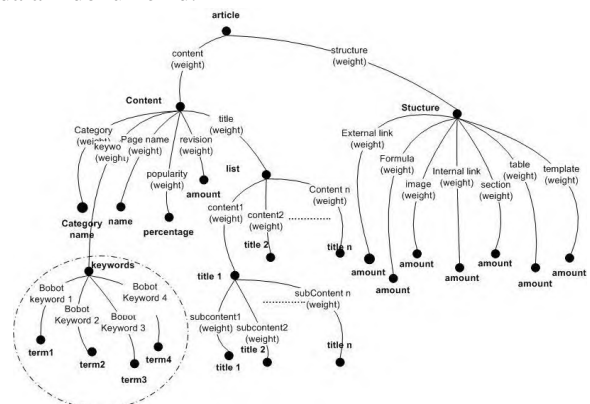 article
content
(weight)
structure
(weight)
Content
Stucture
Category
(weight)
keywo
(weight)
Page name
(weight)
revision
(weight)
title
(weight)
popularity
(weight)
amount
list
Category
name
name
percentage
External link
(weight)
Formula
(weight)
image
(weight)
Internal link
(weight)
section
(weight)
table
(weight)
template
(weight)
content1
(weight)
content2
..............
Content n
(weight)
title 2
title n
amount
amount
amount
amount
amount
amount
amount
keywords
Bobot
keyword 1
Bobot
Keyword 2
Bobot
Keyword 3
Bobot
Keyword 4
term1
term2
term3
term4
title 1
subcontent1
(weight)
subcontent2
(weight)
..............
subContent n
(weight)
title 1
title 2
title n